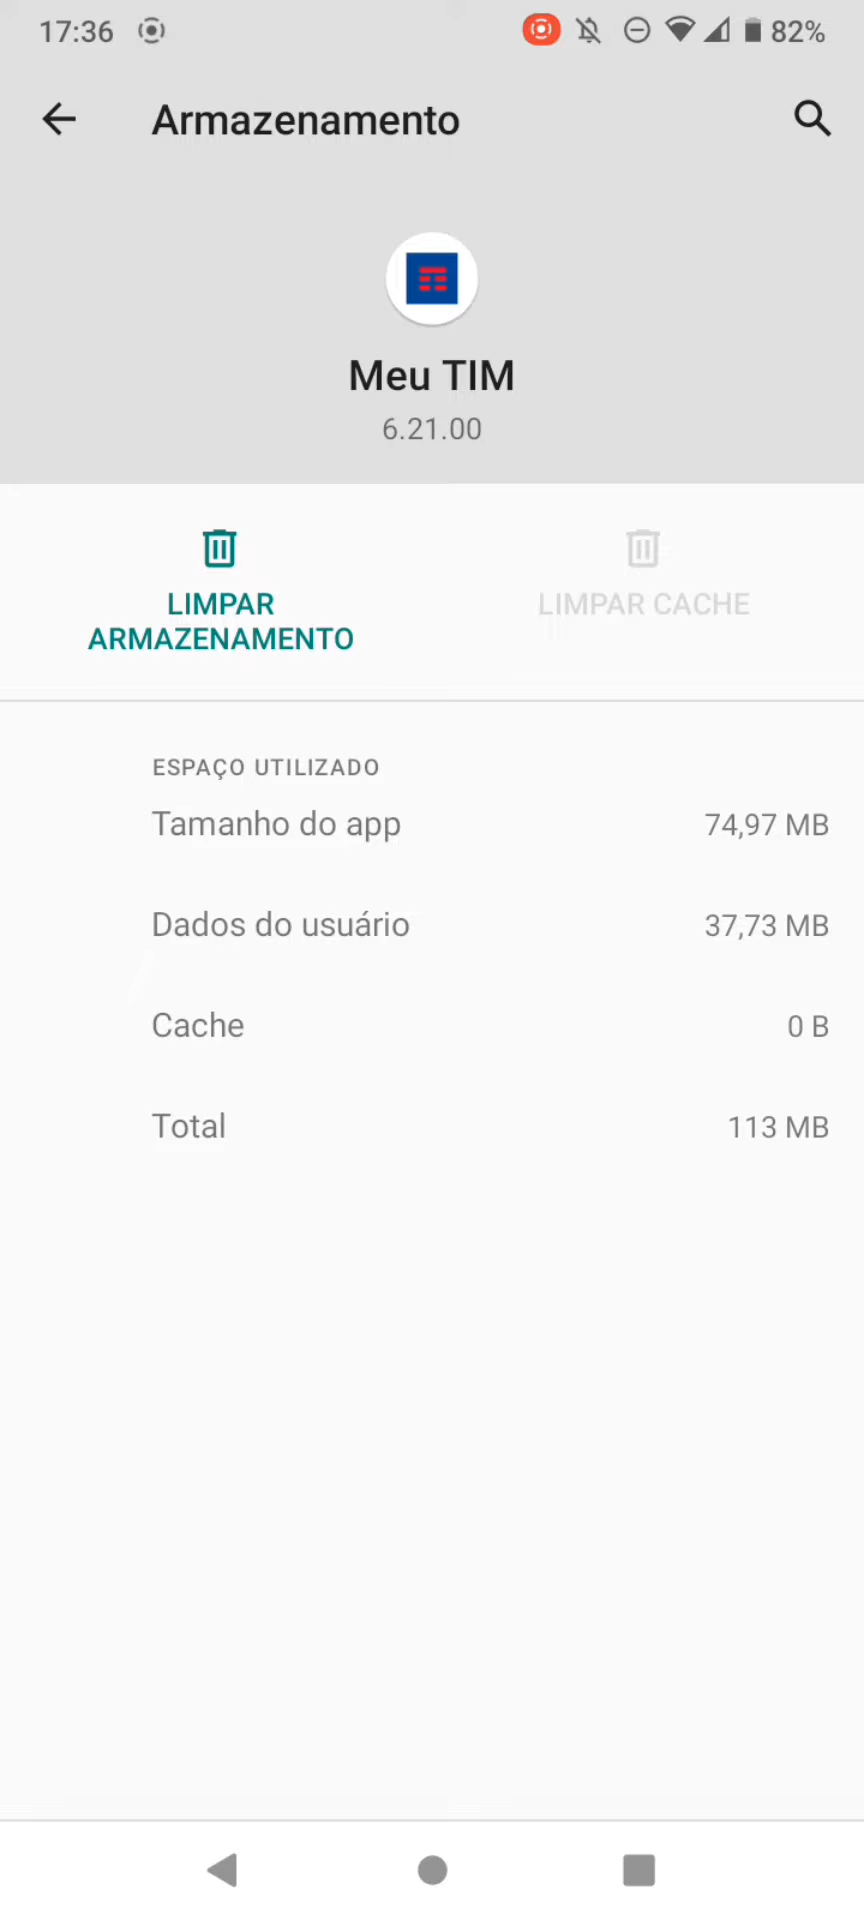 17:36
82%
Armazenamento
Meu TIM
6.21.00
LIMPAR
ARMAZENAMENTO
LIMPAR CACHE
ESPAÇO UTILIZADO
Tamanho do app 74,97 MB
Dados do usuário 37,73 MB
Cache 0 B
Total 113 MB